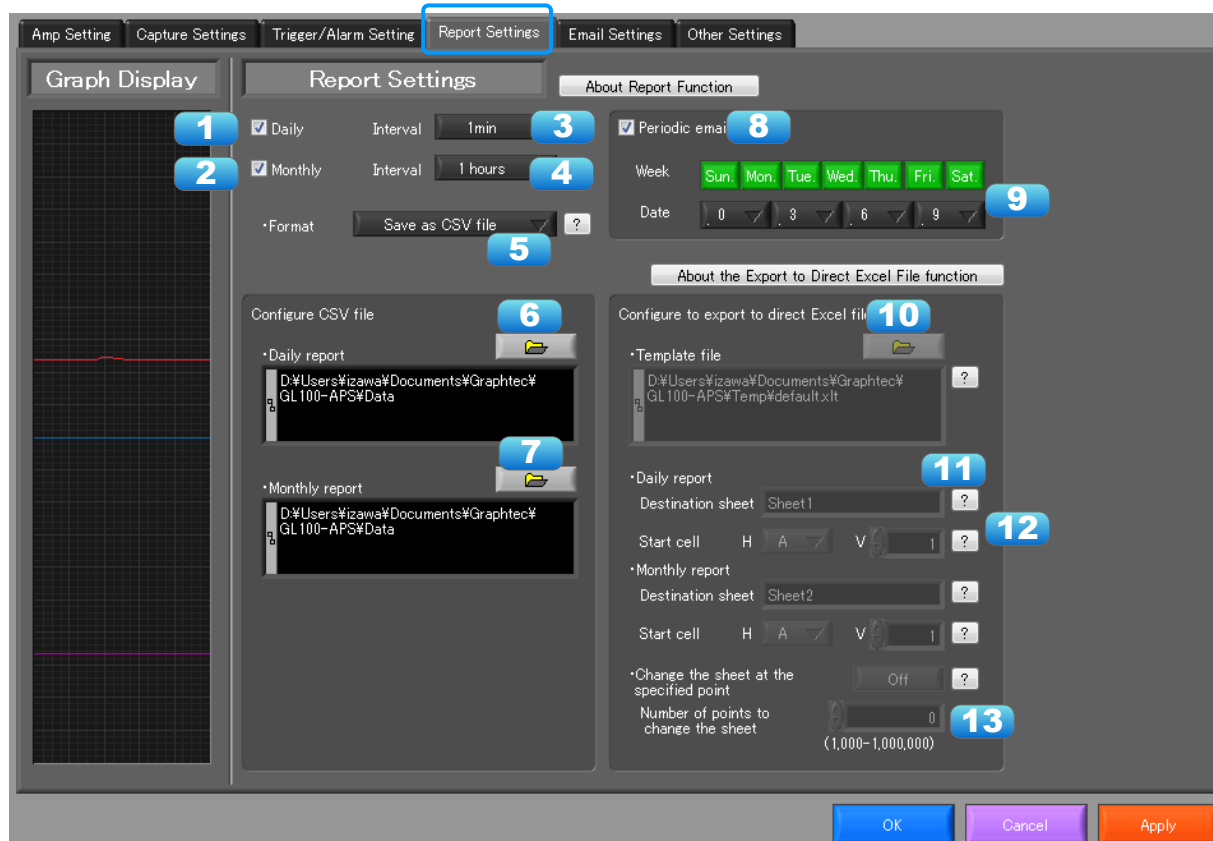 Amp Setting Capture Settings Trigger/Alarm Setting Report Settings Email Settings Other Settings
Graph Display
Report Settings
About Report Function
1
Daily Interval 1min
3
2
Monthly Interval 1 hours
4
・Format Save as CSV file ?
5
Periodic
8
Week Sun. Mon. Tue. Wed. Thu. Fri. Sat.
Date 0 3 6 9
9
About the Export to Direct Excel File function
Configure CSV file
6
・Daily report
D:¥Users¥izawa¥Documents¥Graphtec¥
GL100-APS¥Data
7
・Monthly report
D:¥Users¥izawa¥Documents¥Graphtec¥
GL100-APS¥Data
Configure to export to direct Excel
10
・Template file
D:¥Users¥izawa¥Documents¥Graphtec¥
GL100-APS¥Temp¥default.xlt
?
11
・Daily report
Destination sheet Sheet1 ?
12
Start cell H A V 1 ?
・Monthly report
Destination sheet Sheet2 ?
Start cell H A V 1 ?
・Change the sheet at the
specified point
Off ?
Number of points to
change the sheet
0
13
(1,000-1,000,000)
OK Cancel Apply